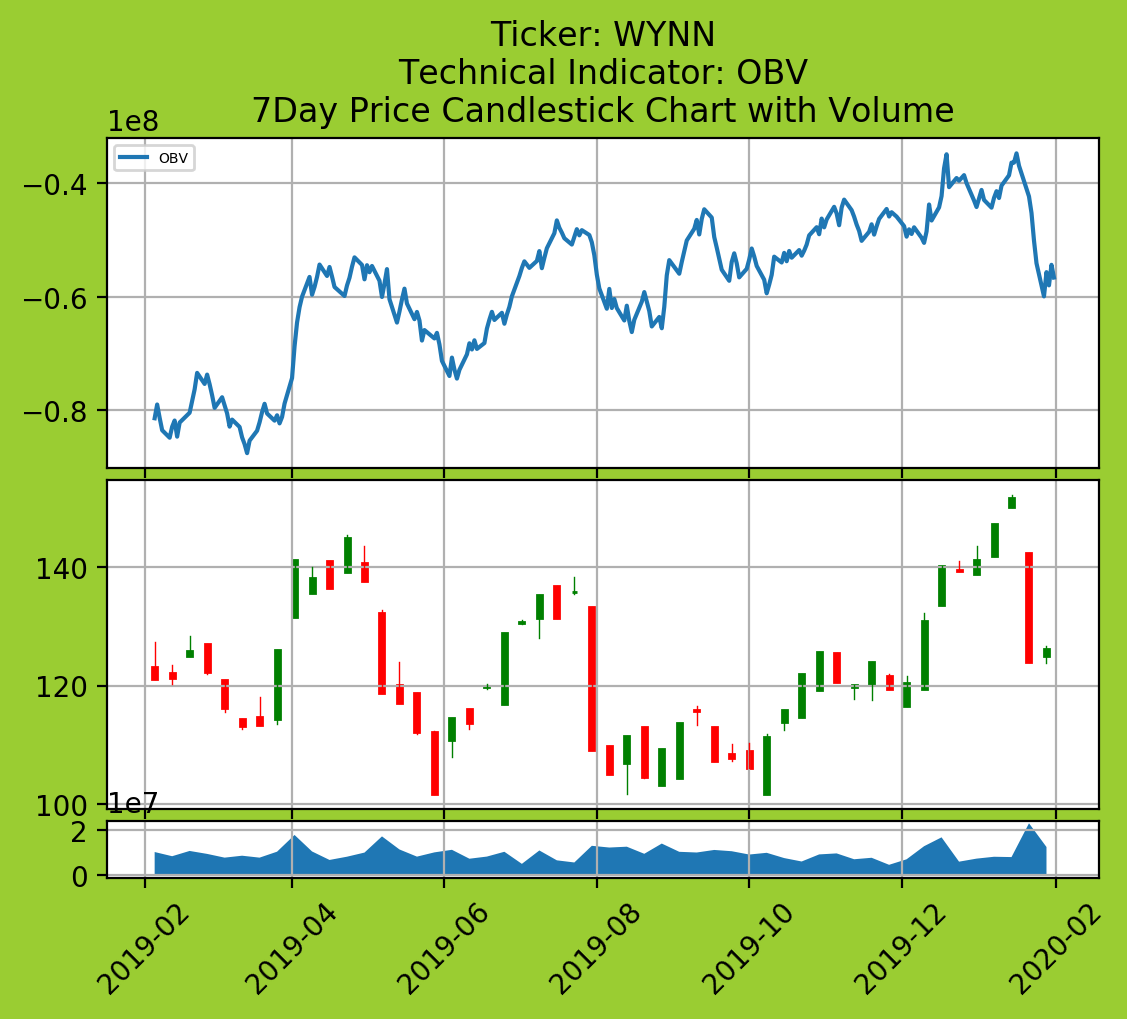 Ticker: WYNN
Technical Indicator: OBV
7Day Price Candlestick Chart with Volume
1e8
OBV
−0.4
−0.6
−0.8
140
120
100
1e7
2
0
2019-02
2019-04
2019-06
2019-08
2019-10
2019-12
2020-02